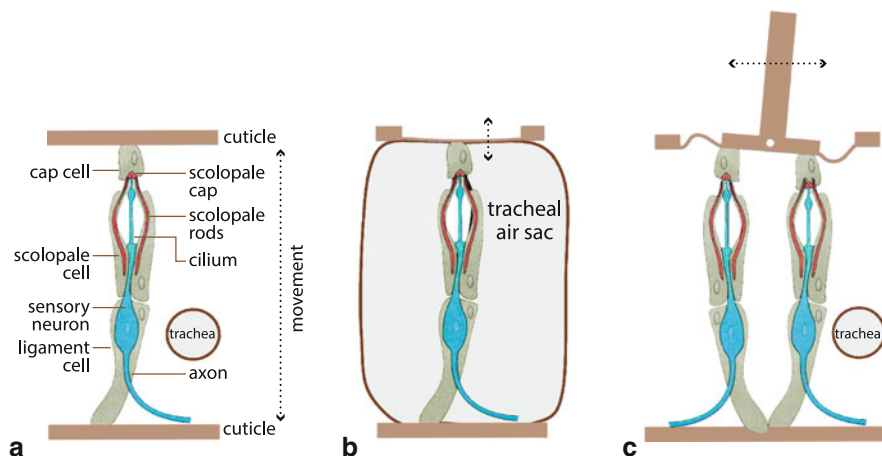 cuticle
cap cell
scolopale
cap
scolopale
rods
scolopale
cell
cilium
sensory
neuron
ligament
cell
trachea
axon
movement
cuticle
a
tracheal
air sac
b
trachea
c